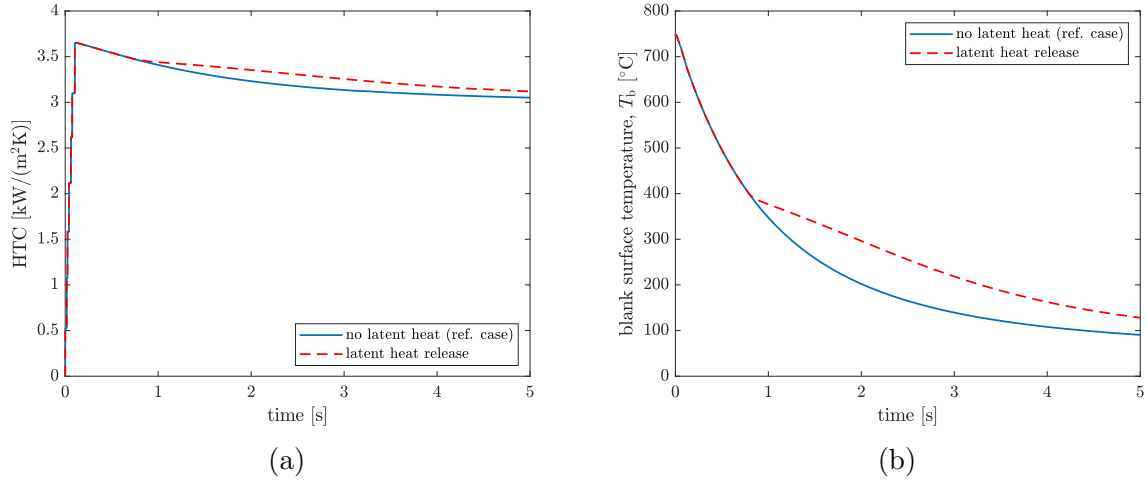 4
3.5
3
2.5
2
1.5
1
0.5
0
HTC [kW/(m²K)]
no latent heat (ref. case)
latent heat release
0 1 2 3 4 5
time [s]
(a)
800
700
600
500
400
300
200
100
0
blank surface temperature, T_b [°C]
no latent heat (ref. case)
latent heat release
0 1 2 3 4 5
time [s]
(b)